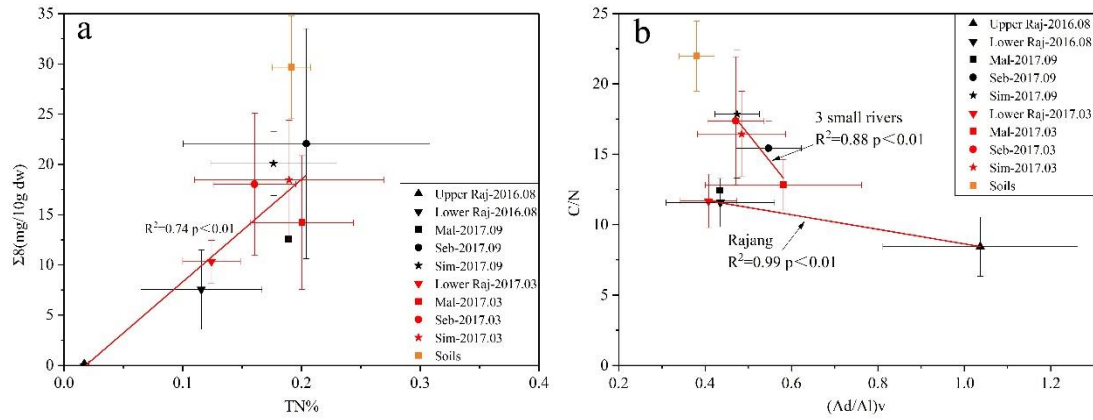 a
35
30
25
20
15
10
5
0
Σ8(mg/10g dw)
R²=0.74 p<0.01
Upper Raj-2016.08
Lower Raj-2016.08
Mal-2017.09
Seb-2017.09
Sim-2017.09
Lower Raj-2017.03
Mal-2017.03
Seb-2017.03
Sim-2017.03
Soils
0.0 0.1 0.2 0.3 0.4
TN%
b
25
20
15
10
5
0
C/N
Upper Raj-2016.08
Lower Raj-2016.08
Mal-2017.09
Seb-2017.09
Sim-2017.09
Lower Raj-2017.03
Mal-2017.03
Seb-2017.03
Sim-2017.03
Soils
3 small rivers
R²=0.88 p<0.01
Rajang
R²=0.99 p<0.01
0.2 0.4 0.6 0.8 1.0 1.2
(Ad/Al)v